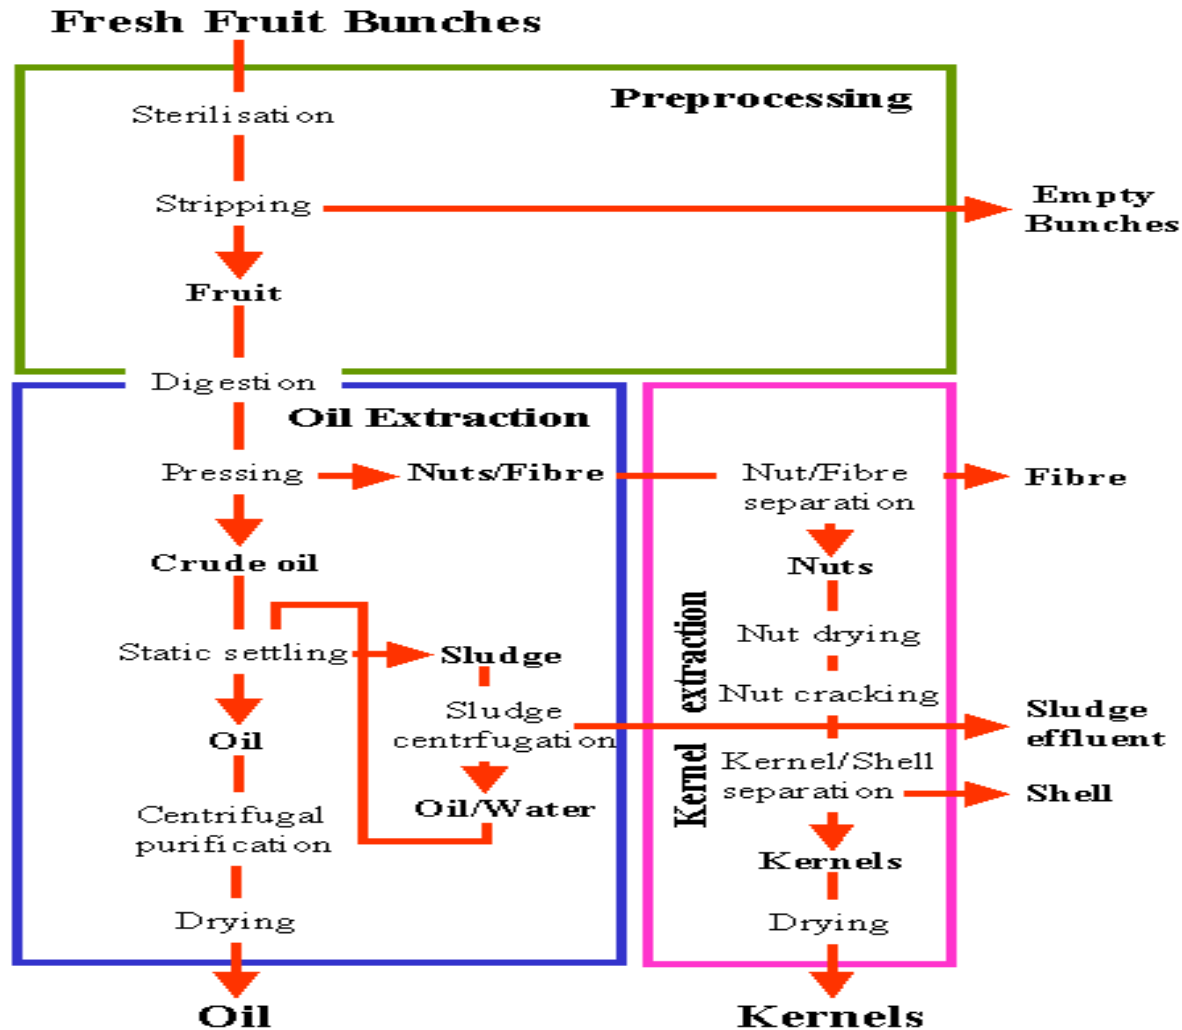 Fresh Fruit Bunches
Preprocessing
Sterilisation
Stripping
Empty
Bunches
Fruit
Digestion
Oil Extraction
Pressing
Nuts/Fibre
Nut/Fibre
separation
Fibre
Crude oil
Nuts
Static settling
Sludge
Nut drying
Kernel extraction
Sludge
centrfugation
Nut cracking
Sludge
effluent
Oil
Kernel/Shell
separation
Shell
Oil/Water
Centrifugal
purification
Kernels
Drying
Drying
Oil
Kernels